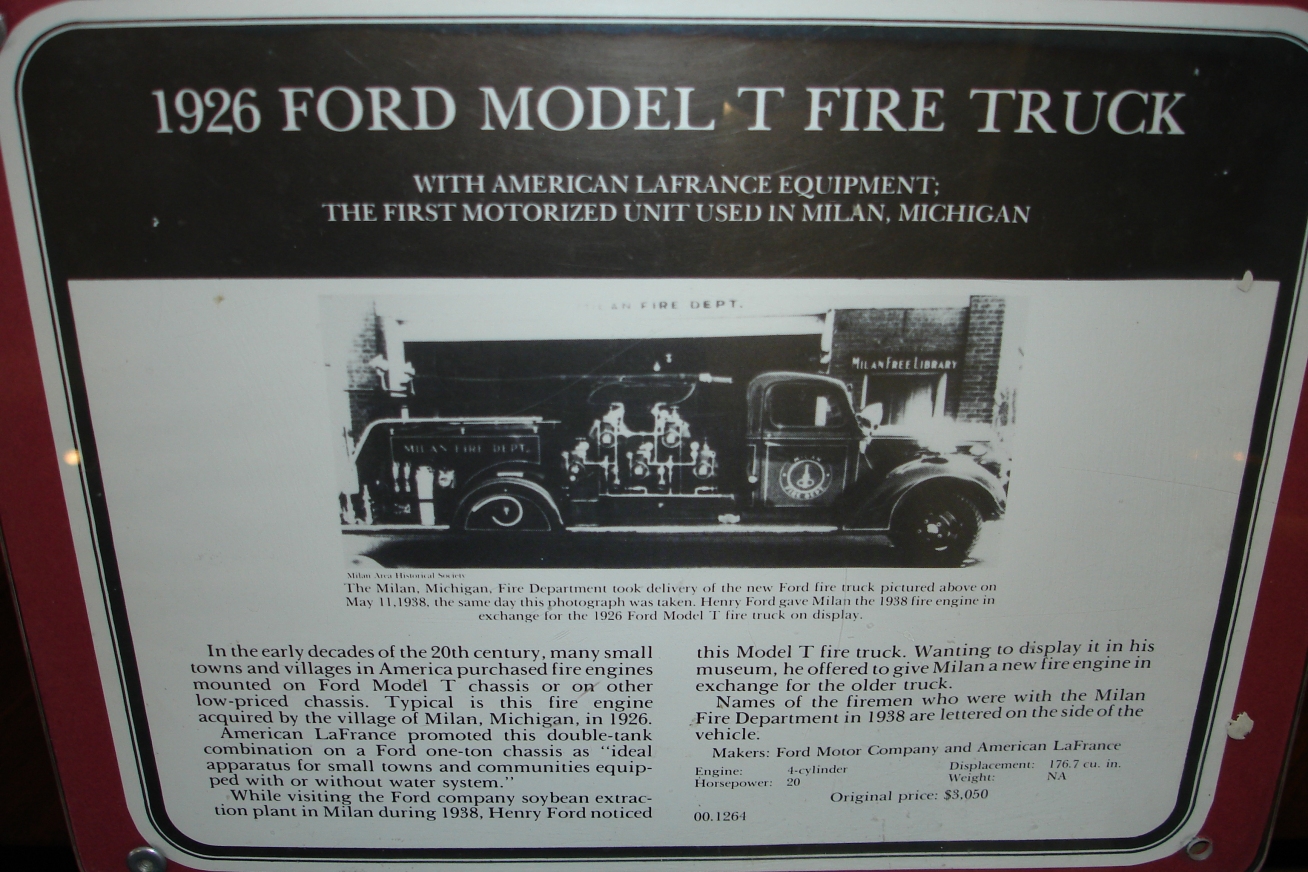 1926 FORD MODEL T FIRE TRUCK
WITH AMERICAN LAFRANCE EQUIPMENT;
THE FIRST MOTORIZED UNIT USED IN MILAN, MICHIGAN
AN FIRE DEPT.
MILAN FREE LIBRARY
MILAN FIRE DEPT.
MILAN
FIRE DEPT
Milan Area Historical Society
The Milan, Michigan, Fire Department took delivery of the new Ford fire truck pictured above on
May 11,1938, the same day this photograph was taken. Henry Ford gave Milan the 1938 fire engine in
exchange for the 1926 Ford Model T fire truck on display.
In the early decades of the 20th century, many small
towns and villages in America purchased fire engines
mounted on Ford Model T chassis or on other
low-priced chassis. Typical is this fire engine
acquired by the village of Milan, Michigan, in 1926.
American LaFrance promoted this double-tank
combination on a Ford one-ton chassis as "ideal
apparatus for small towns and communities equip-
ped with or without water system."
While visiting the Ford company soybean extrac-
tion plant in Milan during 1938, Henry Ford noticed
this Model T fire truck. Wanting to display it in his
museum, he offered to give Milan a new fire engine in
exchange for the older truck.
Names of the firemen who were with the Milan
Fire Department in 1938 are lettered on the side of the
vehicle.
Makers: Ford Motor Company and American LaFrance
Engine: 4-cylinder Displacement: 176.7 cu. in.
Horsepower: 20 Weight: NA
Original price: $3,050
00.1264